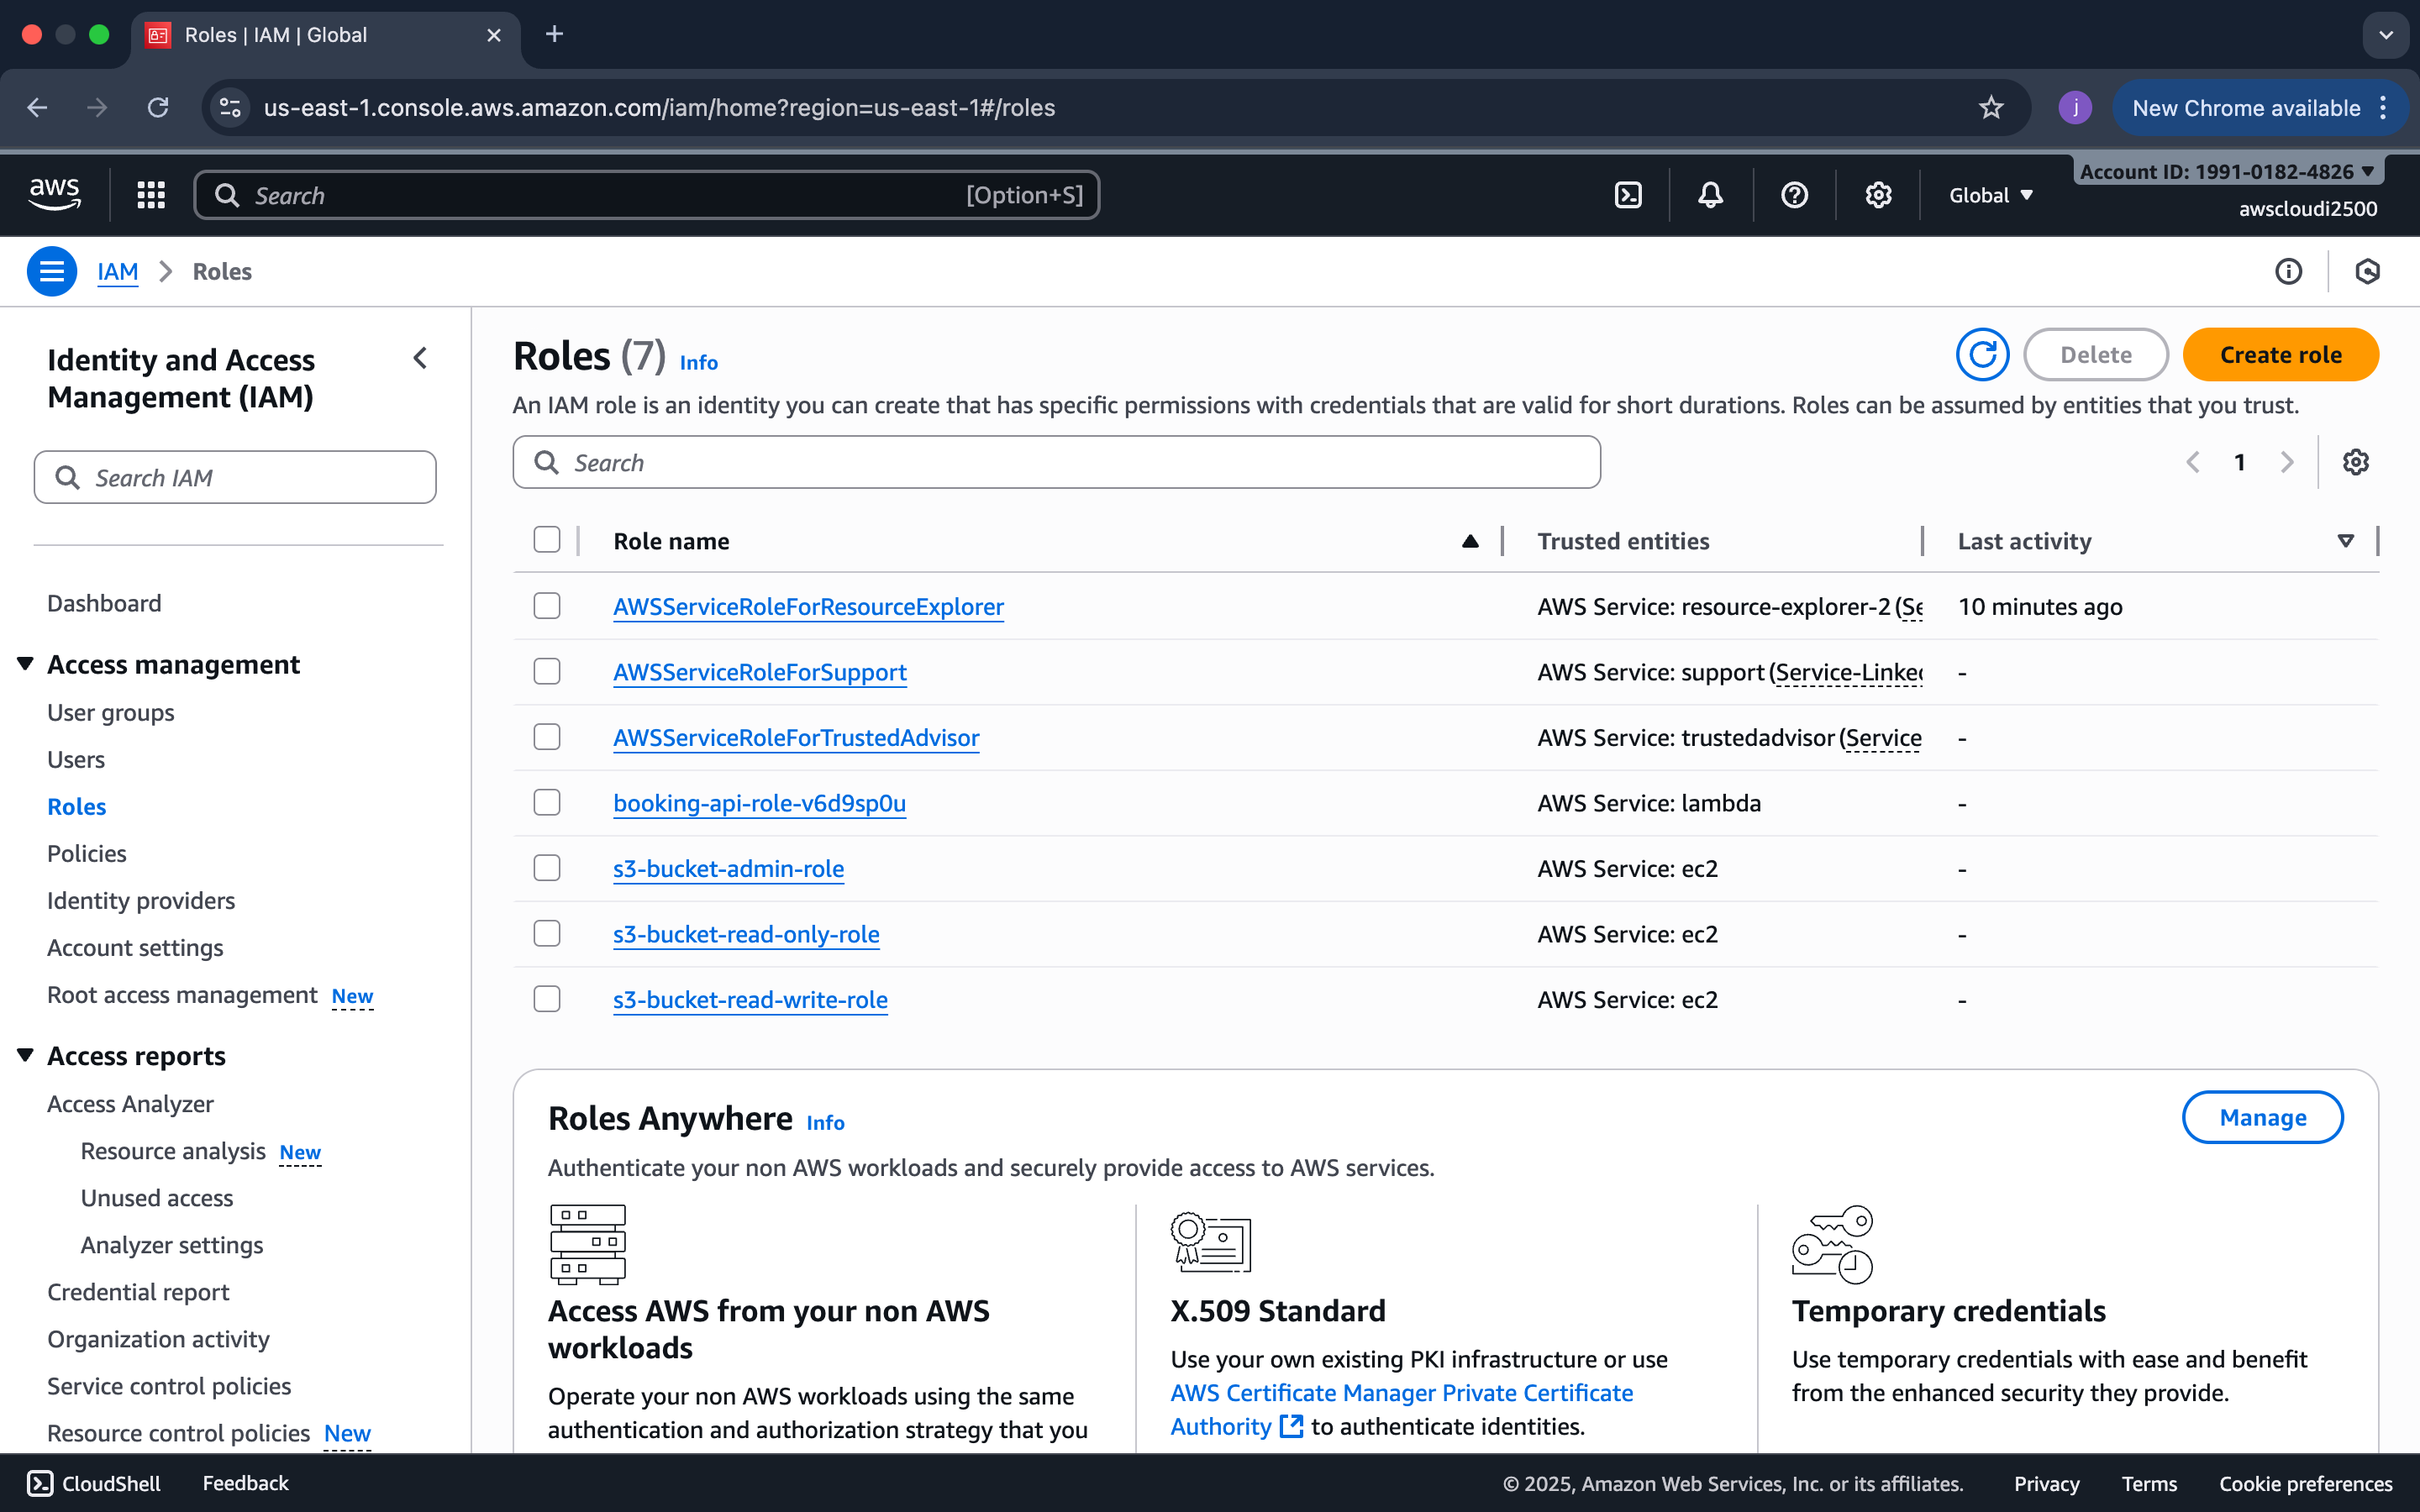 Roles | IAM | Global
us-east-1.console.aws.amazon.com/iam/home?region=us-east-1#/roles
j
New Chrome available
aws
Search
[Option+S]
Global
Account ID: 1991-0182-4826
awscloudi2500
IAM
Roles
Identity and Access
Management (IAM)
Search IAM
Dashboard
Access management
User groups
Users
Roles
Policies
Identity providers
Account settings
Root access management New
Access reports
Access Analyzer
Resource analysis New
Unused access
Analyzer settings
Credential report
Organization activity
Service control policies
Resource control policies New
Roles (7) Info
Delete
Create role
An IAM role is an identity you can create that has specific permissions with credentials that are valid for short durations. Roles can be assumed by entities that you trust.
Search
1
Role name Trusted entities Last activity
AWSServiceRoleForResourceExplorer AWS Service: resource-explorer-2 (Se 10 minutes ago
AWSServiceRoleForSupport AWS Service: support (Service-Linked -
AWSServiceRoleForTrustedAdvisor AWS Service: trustedadvisor (Service -
booking-api-role-v6d9sp0u AWS Service: lambda -
s3-bucket-admin-role AWS Service: ec2 -
s3-bucket-read-only-role AWS Service: ec2 -
s3-bucket-read-write-role AWS Service: ec2 -
Roles Anywhere Info
Manage
Authenticate your non AWS workloads and securely provide access to AWS services.
Access AWS from your non AWS
workloads
Operate your non AWS workloads using the same
authentication and authorization strategy that you
X.509 Standard
Use your own existing PKI infrastructure or use
AWS Certificate Manager Private Certificate
Authority to authenticate identities.
Temporary credentials
Use temporary credentials with ease and benefit
from the enhanced security they provide.
CloudShell
Feedback
© 2025, Amazon Web Services, Inc. or its affiliates.
Privacy
Terms
Cookie preferences